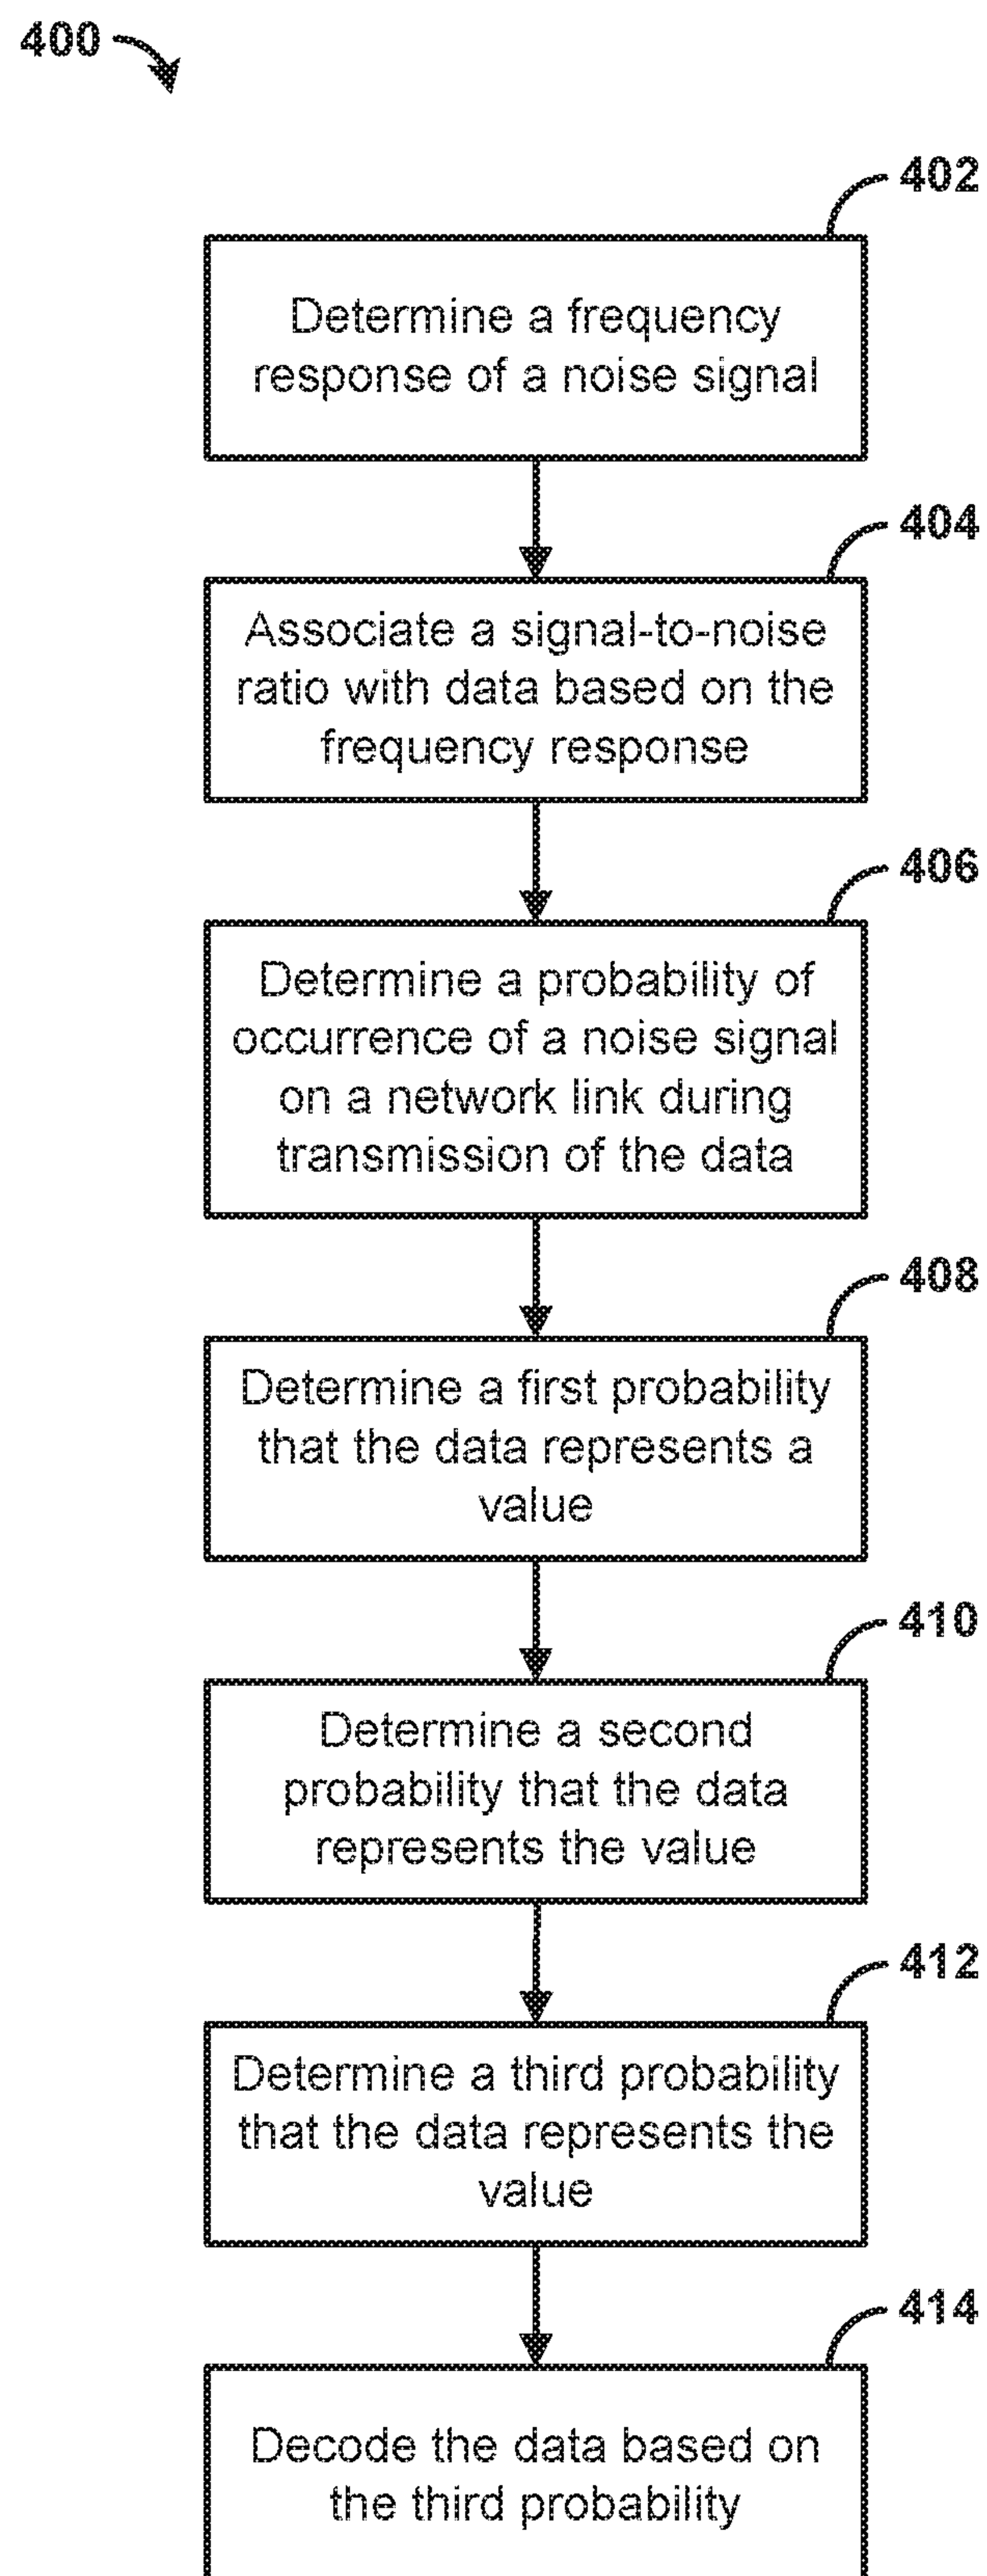 400
402
Determine a frequency
response of a noise signal
404
Associate a signal-to-noise
ratio with data based on the
frequency response
406
Determine a probability of
occurrence of a noise signal
on a network link during
transmission of the data
408
Determine a first probability
that the data represents a
value
410
Determine a second
probability that the data
represents the value
412
Determine a third probability
that the data represents the
value
414
Decode the data based on
the third probability